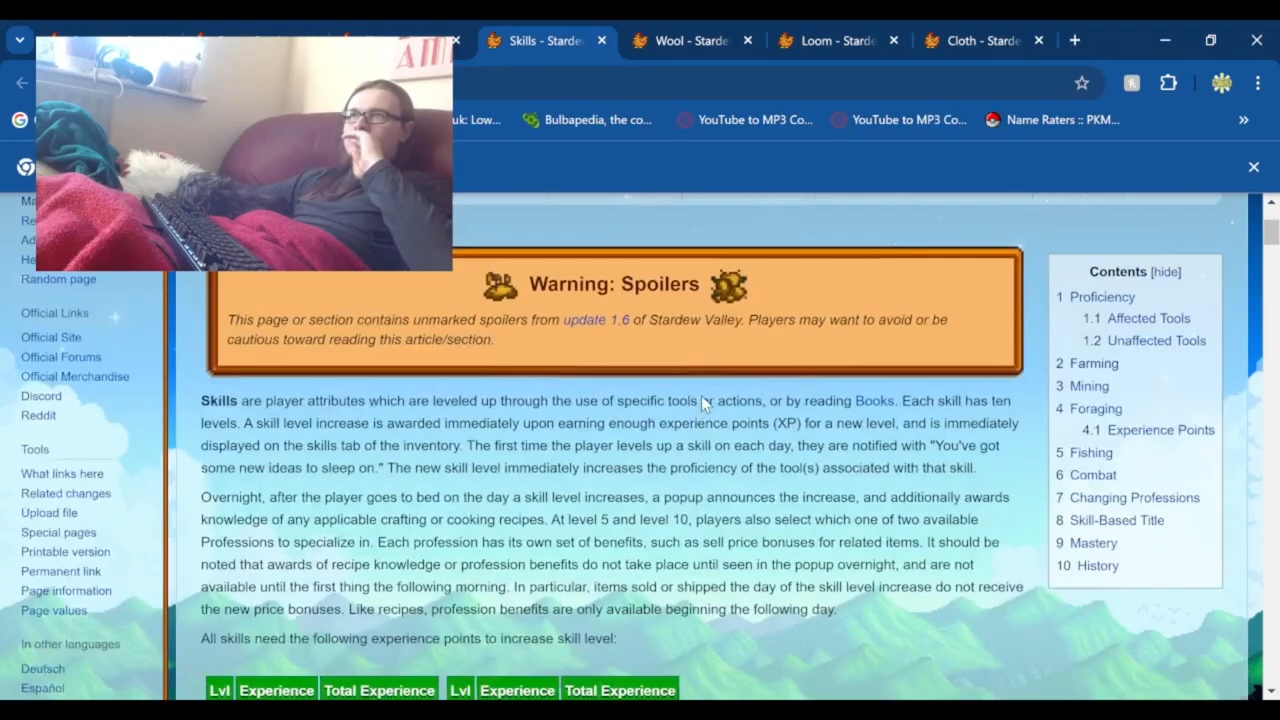 Skills - Starde
Wool - Starde
Loom - Starde
Cloth - Starde
uk: Low...
Bulbapedia, the co...
YouTube to MP3 Co...
YouTube to MP3 Co...
Name Raters :: PKM...
»
Random page
Official Links
Official Site
Official Forums
Official Merchandise
Discord
Reddit
Tools
What links here
Related changes
Upload file
Special pages
Printable version
Permanent link
Page information
Page values
In other languages
Deutsch
Español
Warning: Spoilers
This page or section contains unmarked spoilers from update 1.6 of Stardew Valley. Players may want to avoid or be
cautious toward reading this article/section.
Skills are player attributes which are leveled up through the use of specific tools or actions, or by reading Books. Each skill has ten
levels. A skill level increase is awarded immediately upon earning enough experience points (XP) for a new level, and is immediately
displayed on the skills tab of the inventory. The first time the player levels up a skill on each day, they are notified with "You've got
some new ideas to sleep on." The new skill level immediately increases the proficiency of the tool(s) associated with that skill.
Overnight, after the player goes to bed on the day a skill level increases, a popup announces the increase, and additionally awards
knowledge of any applicable crafting or cooking recipes. At level 5 and level 10, players also select which one of two available
Professions to specialize in. Each profession has its own set of benefits, such as sell price bonuses for related items. It should be
noted that awards of recipe knowledge or profession benefits do not take place until seen in the popup overnight, and are not
available until the first thing the following morning. In particular, items sold or shipped the day of the skill level increase do not receive
the new price bonuses. Like recipes, profession benefits are only available beginning the following day.
All skills need the following experience points to increase skill level:
Lvl Experience Total Experience Lvl Experience Total Experience
Contents [hide]
1 Proficiency
1.1 Affected Tools
1.2 Unaffected Tools
2 Farming
3 Mining
4 Foraging
4.1 Experience Points
5 Fishing
6 Combat
7 Changing Professions
8 Skill-Based Title
9 Mastery
10 History